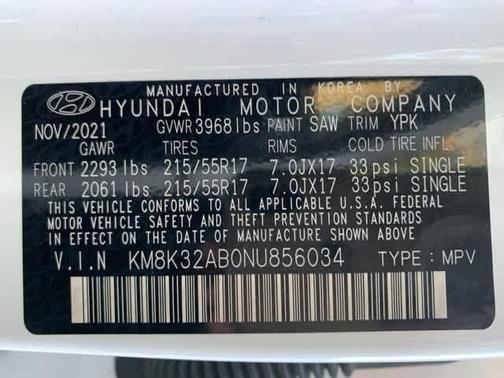 MANUFACTURED IN KOREA BY
HYUNDAI MOTOR COMPANY
NOV/2021 GVWR 3968lbs PAINT SAW TRIM YPK
GAWR TIRES RIMS COLD TIRE INFL.
FRONT 2293 lbs 215/55R17 7.0JX17 33psi SINGLE
REAR 2061 lbs 215/55R17 7.0JX17 33psi SINGLE
THIS VEHICLE CONFORMS TO ALL APPLICABLE U.S.A. FEDERAL
MOTOR VEHICLE SAFETY AND THEFT PREVENTION STANDARDS
IN EFFECT ON THE DATE OF MANUFACTURE SHOWN ABOVE.
V.I.N KM8K32AB0NU856034 TYPE: MPV